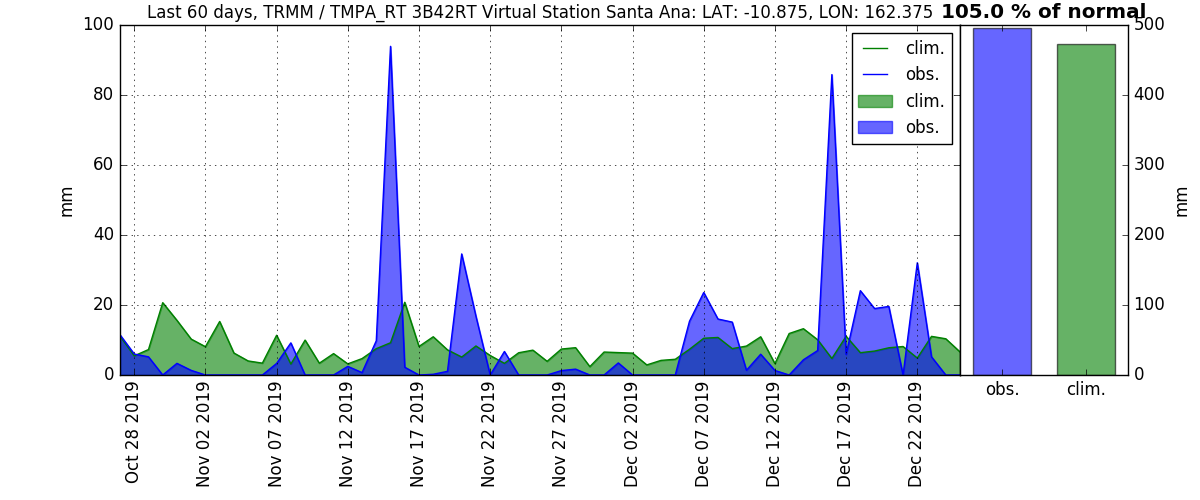 Last 60 days, TRMM / TMPA_RT 3B42RT Virtual Station Santa Ana: LAT: -10.875, LON: 162.375
105.0 % of normal
100
80
60
40
20
0
mm
clim.
obs.
clim.
obs.
500
400
300
200
100
0
mm
obs.
clim.
Oct 28 2019
Nov 02 2019
Nov 07 2019
Nov 12 2019
Nov 17 2019
Nov 22 2019
Nov 27 2019
Dec 02 2019
Dec 07 2019
Dec 12 2019
Dec 17 2019
Dec 22 2019